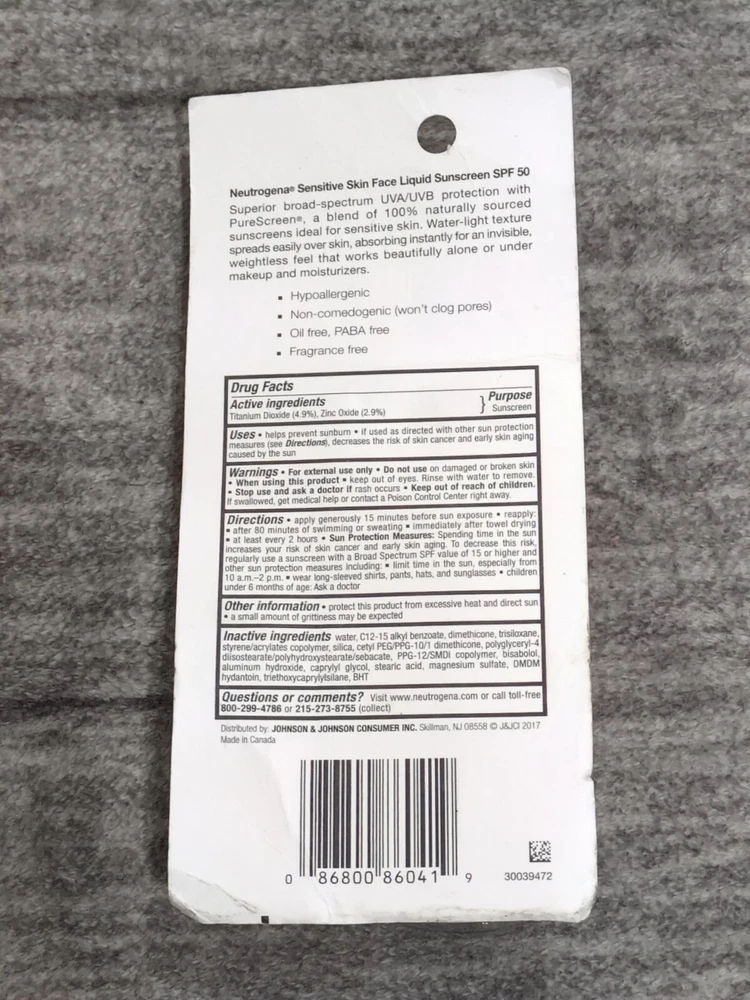 Neutrogena® Sensitive Skin Face Liquid Sunscreen SPF 50
Superior broad-spectrum UVA/UVB protection with
PureScreen®, a blend of 100% naturally sourced
sunscreens ideal for sensitive skin. Water-light texture
spreads easily over skin, absorbing instantly for an invisible,
weightless feel that works beautifully alone or under
makeup and moisturizers.
▪ Hypoallergenic
▪ Non-comedogenic (won't clog pores)
▪ Oil free, PABA free
▪ Fragrance free
Drug Facts
Active ingredients } Purpose
Titanium Dioxide (4.9%), Zinc Oxide (2.9%) Sunscreen
Uses • helps prevent sunburn • if used as directed with other sun protection
measures (see Directions), decreases the risk of skin cancer and early skin aging
caused by the sun
Warnings • For external use only • Do not use on damaged or broken skin
• When using this product ▪ keep out of eyes. Rinse with water to remove.
• Stop use and ask a doctor if rash occurs • Keep out of reach of children.
If swallowed, get medical help or contact a Poison Control Center right away.
Directions • apply generously 15 minutes before sun exposure • reapply:
▪ after 80 minutes of swimming or sweating ▪ immediately after towel drying
▪ at least every 2 hours • Sun Protection Measures: Spending time in the sun
increases your risk of skin cancer and early skin aging. To decrease this risk,
regularly use a sunscreen with a Broad Spectrum SPF value of 15 or higher and
other sun protection measures including: ▪ limit time in the sun, especially from
10 a.m.–2 p.m. ▪ wear long-sleeved shirts, pants, hats, and sunglasses • children
under 6 months of age: Ask a doctor
Other information • protect this product from excessive heat and direct sun
• a small amount of grittiness may be expected
Inactive ingredients water, C12-15 alkyl benzoate, dimethicone, trisiloxane,
styrene/acrylates copolymer, silica, cetyl PEG/PPG-10/1 dimethicone, polyglyceryl-4
diisostearate/polyhydroxystearate/sebacate, PPG-12/SMDI copolymer, bisabolol,
aluminum hydroxide, caprylyl glycol, stearic acid, magnesium sulfate, DMDM
hydantoin, triethoxycaprylylsilane, BHT
Questions or comments? Visit www.neutrogena.com or call toll-free
800-299-4786 or 215-273-8755 (collect)
Distributed by: JOHNSON & JOHNSON CONSUMER INC. Skillman, NJ 08558 © J&JCI 2017
Made in Canada
0 86800 86041 9
30039472